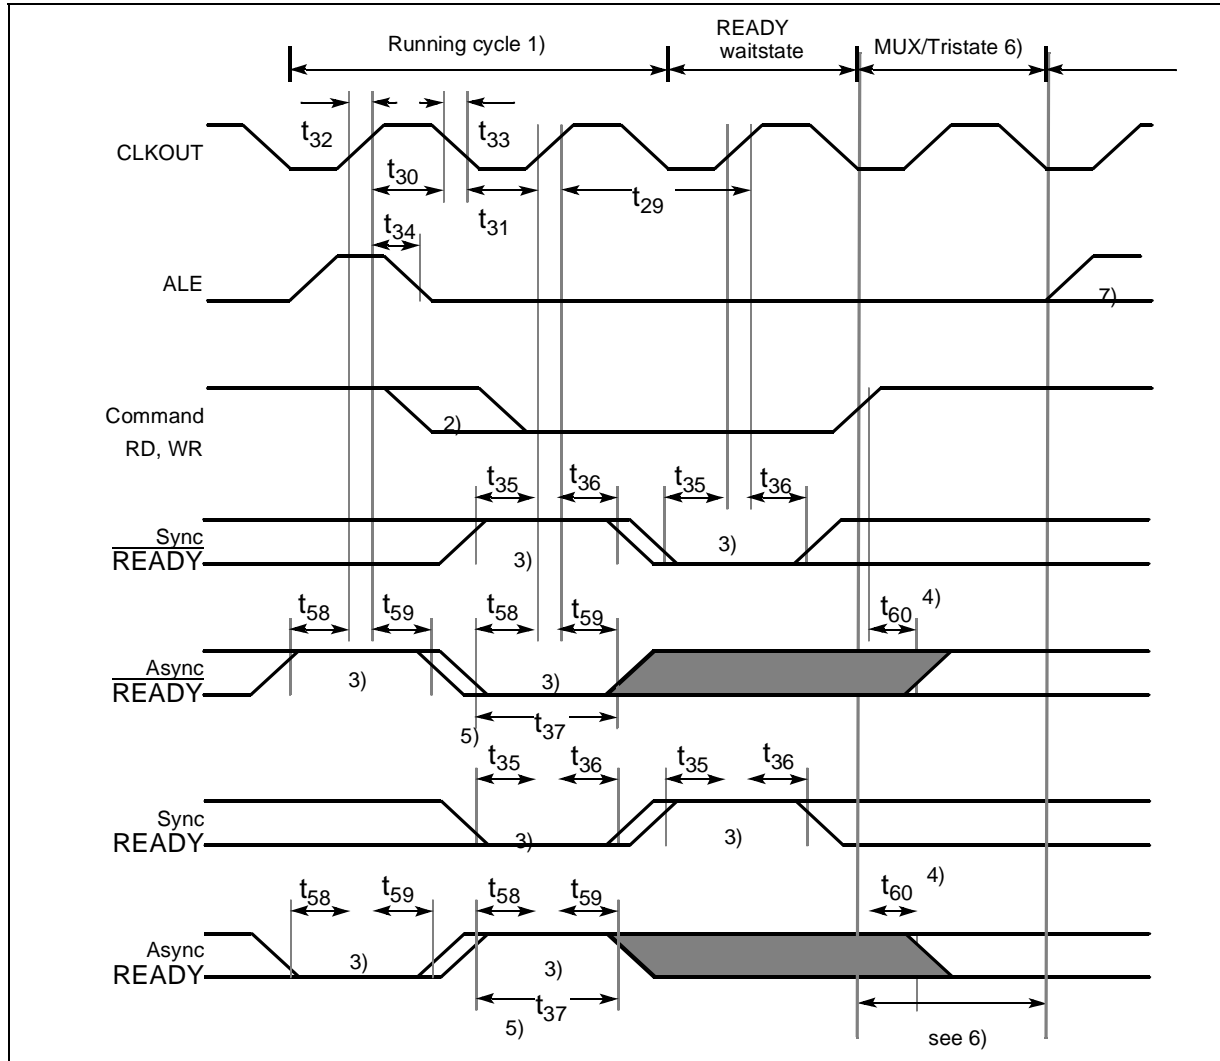 Running cycle 1)
READY
waitstate
MUX/Tristate 6)
CLKOUT
t32
t33
t30
t31
t29
t34
ALE
7)
Command
RD, WR
2)
t35
t36
t35
t36
Sync
READY
3)
3)
t58
t59
t58
t59
t60
4)
Async
READY
3)
3)
t37
5)
t35
t36
t35
t36
Sync
READY
3)
3)
t58
t59
t58
t59
t60
4)
Async
READY
3)
3)
t37
5)
see 6)